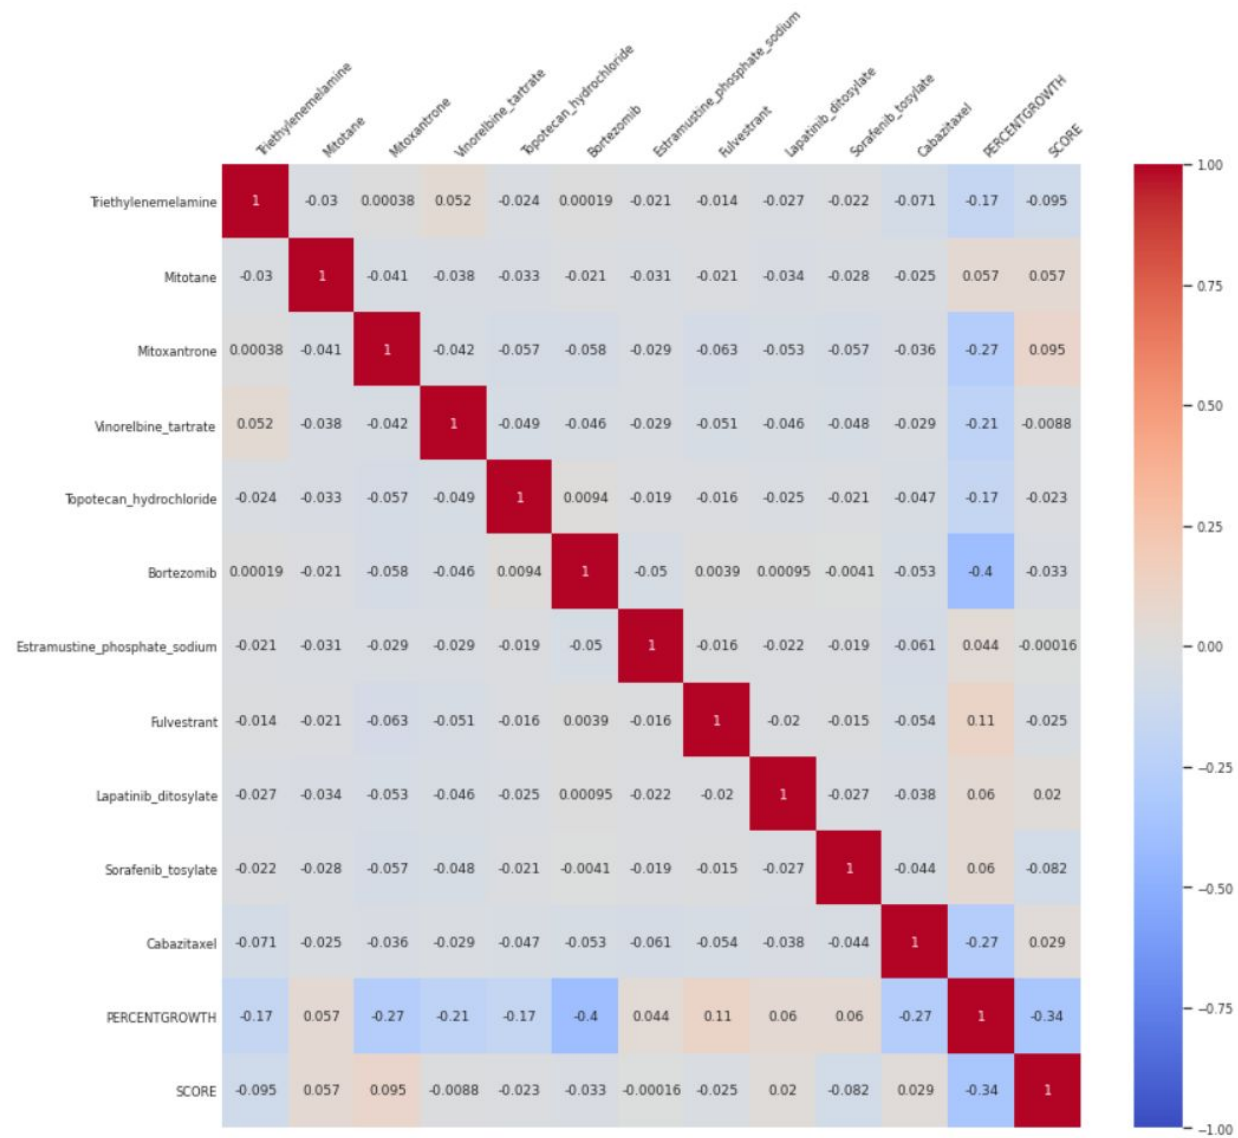 Triethylenemelamine
Mitotane
Mitoxantrone
Vinorelbine_tartrate
Topotecan_hydrochloride
Bortezomib
Estramustine_phosphate_sodium
Fulvestrant
Lapatinib_ditosylate
Sorafenib_tosylate
Cabazitaxel
PERCENTGROWTH
SCORE
Triethylenemelamine 1 -0.03 0.00038 0.052 -0.024 0.00019 -0.021 -0.014 -0.027 -0.022 -0.071 -0.17 -0.095
Mitotane -0.03 1 -0.041 -0.038 -0.033 -0.021 -0.031 -0.021 -0.034 -0.028 -0.025 0.057 0.057
Mitoxantrone 0.00038 -0.041 1 -0.042 -0.057 -0.058 -0.029 -0.063 -0.053 -0.057 -0.036 -0.27 0.095
Vinorelbine_tartrate 0.052 -0.038 -0.042 1 -0.049 -0.046 -0.029 -0.051 -0.046 -0.048 -0.029 -0.21 -0.0088
Topotecan_hydrochloride -0.024 -0.033 -0.057 -0.049 1 0.0094 -0.019 -0.016 -0.025 -0.021 -0.047 -0.17 -0.023
Bortezomib 0.00019 -0.021 -0.058 -0.046 0.0094 1 -0.05 0.0039 0.00095 -0.0041 -0.053 -0.4 -0.033
Estramustine_phosphate_sodium -0.021 -0.031 -0.029 -0.029 -0.019 -0.05 1 -0.016 -0.022 -0.019 -0.061 0.044 -0.00016
Fulvestrant -0.014 -0.021 -0.063 -0.051 -0.016 0.0039 -0.016 1 -0.02 -0.015 -0.054 0.11 -0.025
Lapatinib_ditosylate -0.027 -0.034 -0.053 -0.046 -0.025 0.00095 -0.022 -0.02 1 -0.027 -0.038 0.06 0.02
Sorafenib_tosylate -0.022 -0.028 -0.057 -0.048 -0.021 -0.0041 -0.019 -0.015 -0.027 1 -0.044 0.06 -0.082
Cabazitaxel -0.071 -0.025 -0.036 -0.029 -0.047 -0.053 -0.061 -0.054 -0.038 -0.044 1 -0.27 0.029
PERCENTGROWTH -0.17 0.057 -0.27 -0.21 -0.17 -0.4 0.044 0.11 0.06 0.06 -0.27 1 -0.34
SCORE -0.095 0.057 0.095 -0.0088 -0.023 -0.033 -0.00016 -0.025 0.02 -0.082 0.029 -0.34 1
1.00
0.75
0.50
0.25
0.00
−0.25
−0.50
−0.75
−1.00